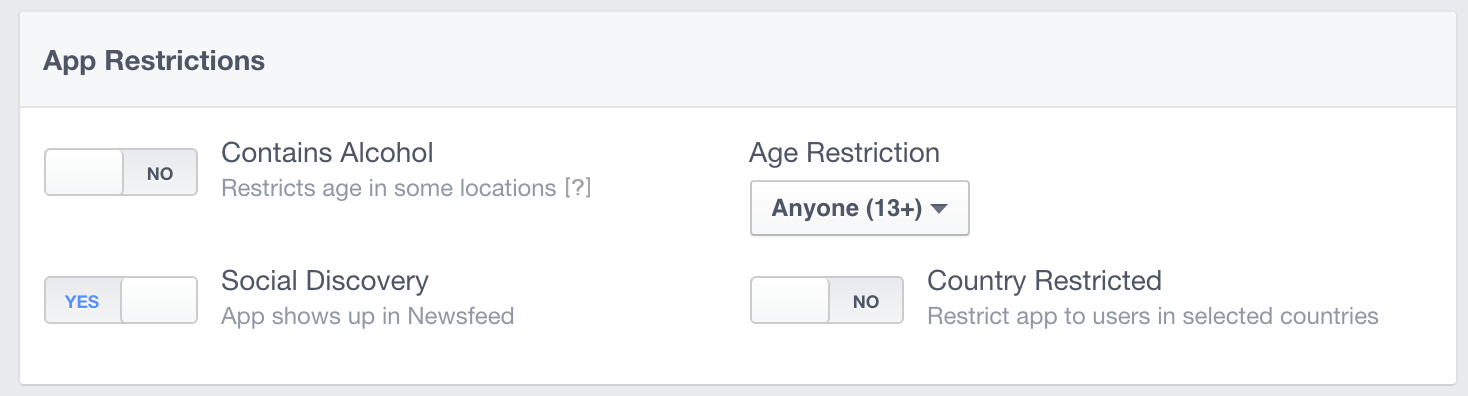 App Restrictions
NO
Contains Alcohol
Restricts age in some locations [?]
Age Restriction
Anyone (13+)
YES
Social Discovery
App shows up in Newsfeed
NO
Country Restricted
Restrict app to users in selected countries